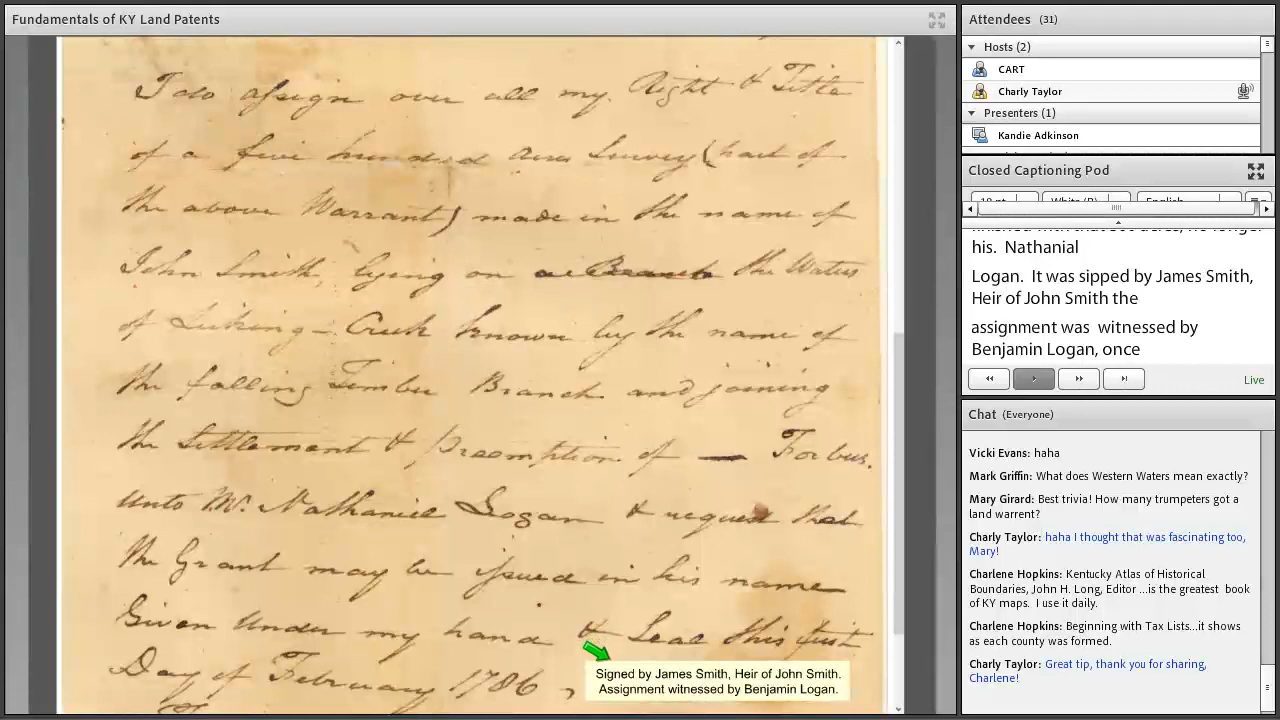 Fundamentals of KY Land Patents
I do assign over all my Right & Title
of a five hundred Acres Survey (part of
the above Warrant) made in the name of
John Smith, lying on a Branch the Waters
of Licking – Creek known by the name of
the falling Timber Branch and joining
the Settlement & Preemption of — Forbus.
unto Mr. Nathaniel Logan & request that
the Grant may be issued in his name
Given Under my hand & Seal this first
Day of February 1786,
Signed by James Smith, Heir of John Smith.
Assignment witnessed by Benjamin Logan.
Attendees (31)
Hosts (2)
CART
Charly Taylor
Presenters (1)
Kandie Adkinson
Closed Captioning Pod
his. Nathanial
Logan. It was sipped by James Smith,
Heir of John Smith the
assignment was witnessed by
Benjamin Logan, once
Live
Chat (Everyone)
Vicki Evans: haha
Mark Griffin: What does Western Waters mean exactly?
Mary Girard: Best trivia! How many trumpeters got a
land warrent?
Charly Taylor: haha I thought that was fascinating too,
Mary!
Charlene Hopkins: Kentucky Atlas of Historical
Boundaries, John H. Long, Editor ...is the greatest book
of KY maps. I use it daily.
Charlene Hopkins: Beginning with Tax Lists...it shows
as each county was formed.
Charly Taylor: Great tip, thank you for sharing,
Charlene!